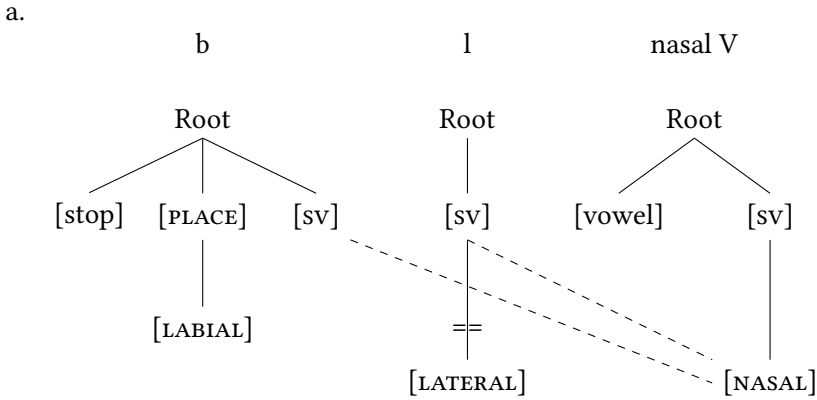 a.
b l nasal V
Root Root Root
[stop] [PLACE] [sv] [sv] [vowel] [sv]
[LABIAL]
[LATERAL] [NASAL]